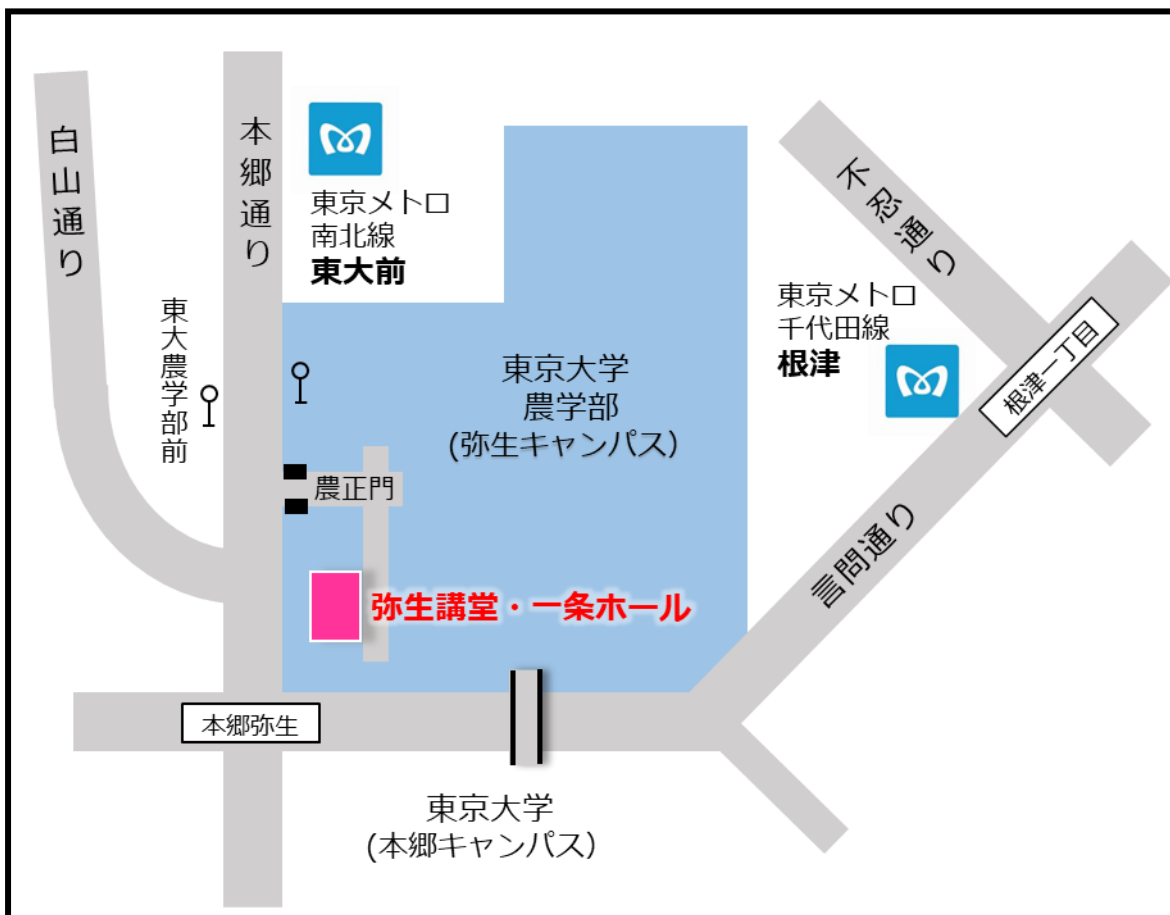 白山通り
本郷通り
東京メトロ
南北線
東大前
不忍通り
東京メトロ
千代田線
根津
根津一丁目
東大農学部前
東京大学
農学部
(弥生キャンパス)
農正門
言問通り
弥生講堂・一条ホール
本郷弥生
東京大学
(本郷キャンパス)